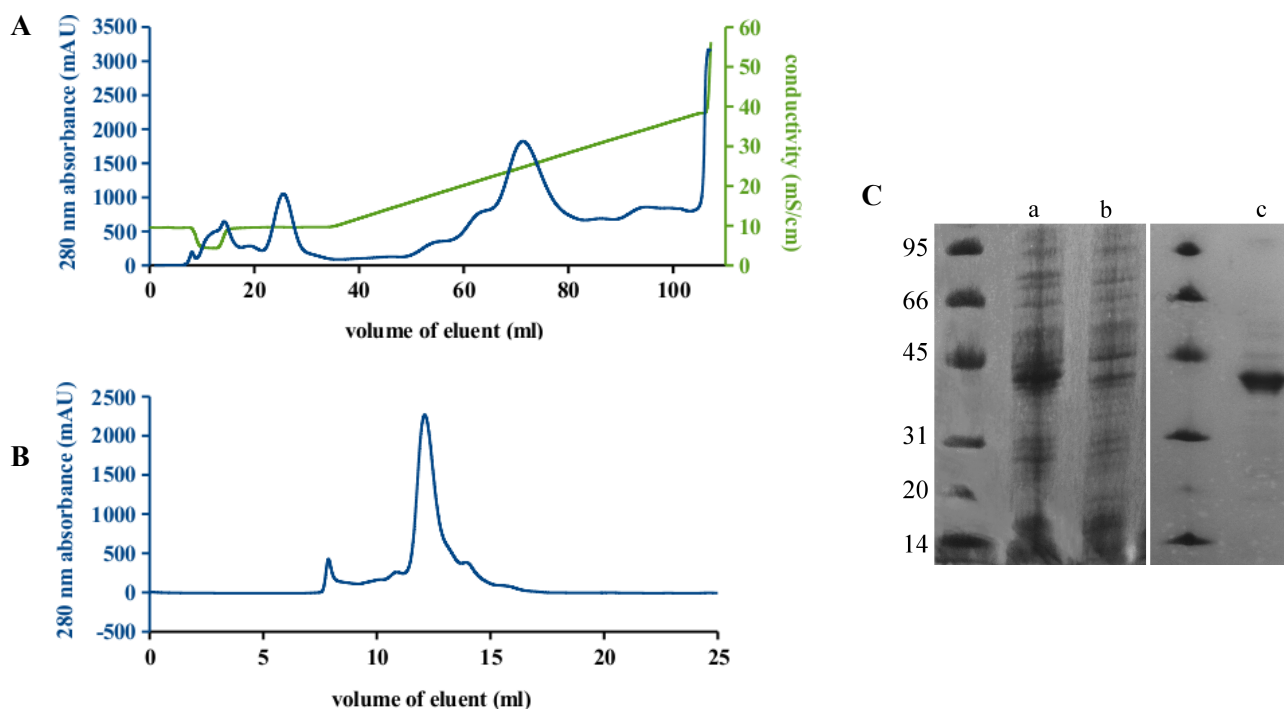 A
280 nm absorbance (mAU)
3500
3000
2500
2000
1500
1000
500
0
0 20 40 60 80 100
volume of eluent (ml)
60
50
40
30
20
10
0
conductivity (mS/cm)
B
280 nm absorbance (mAU)
2500
2000
1500
1000
500
0
-500
0 5 10 15 20 25
volume of eluent (ml)
C
a b c
95
66
45
31
20
14